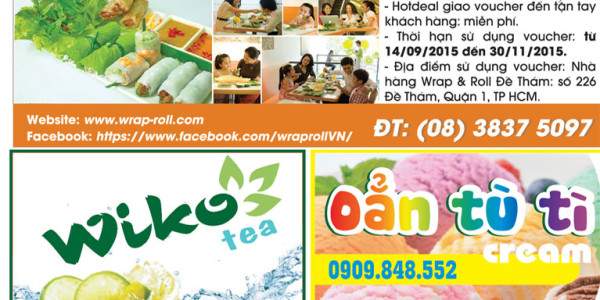 - Hotdeal giao voucher đến tận tay
khách hàng: miễn phí.
- Thời hạn sử dụng voucher: từ
14/09/2015 đến 30/11/2015.
- Địa điểm sử dụng voucher: Nhà
hàng Wrap & Roll Đề Thám: số 226
Đề Thám, Quận 1, TP HCM.
Website: www.wrap-roll.com
Facebook: https://www.facebook.com/wraprollVN/
ĐT: (08) 3837 5097
wiko
tea
Oẳn tù tì
cream
0909.848.552